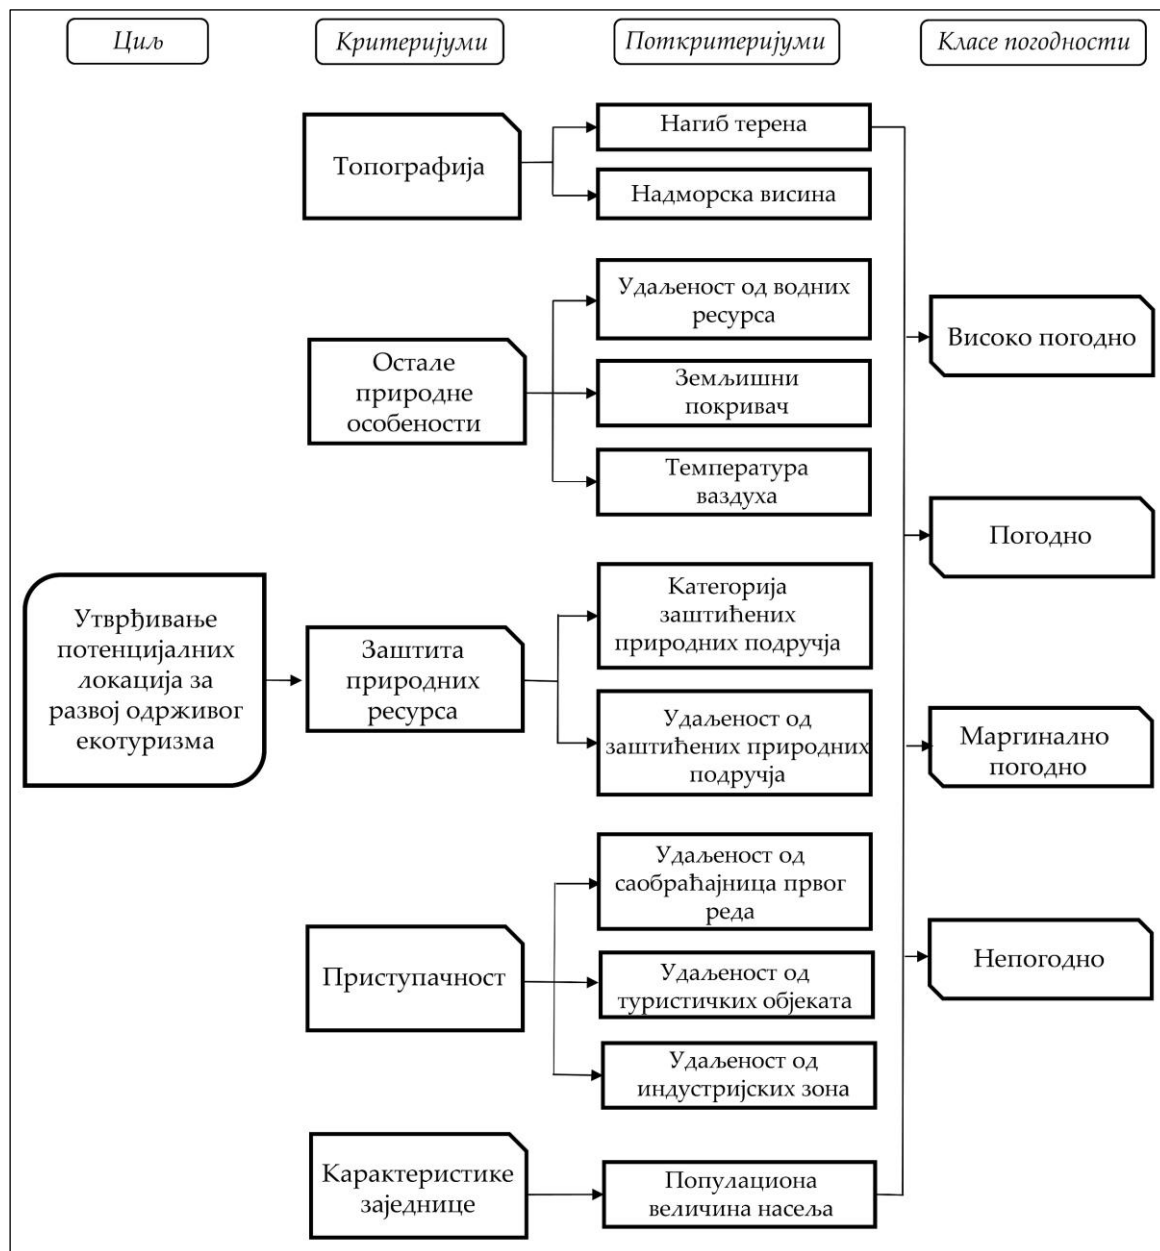 Циљ
Критеријуми
Поткритеријуми
Класе погодности
Топографија
Нагиб терена
Надморска висина
Остале
природне
особености
Удаљеност од водних
ресурса
Земљишни
покривач
Температура
ваздуха
Утврђивање
потенцијалних
локација за
развој одрживог
екотуризма
Заштита
природних
ресурса
Категорија
заштићених
природних подручја
Удаљеност од
заштићених природних
подручја
Приступачност
Удаљеност од
саобраћајница првог
реда
Удаљеност од
туристичких објеката
Удаљеност од
индустријских зона
Карактеристике
заједнице
Популациона
величина насеља
Високо погодно
Погодно
Маргинално
погодно
Непогодно